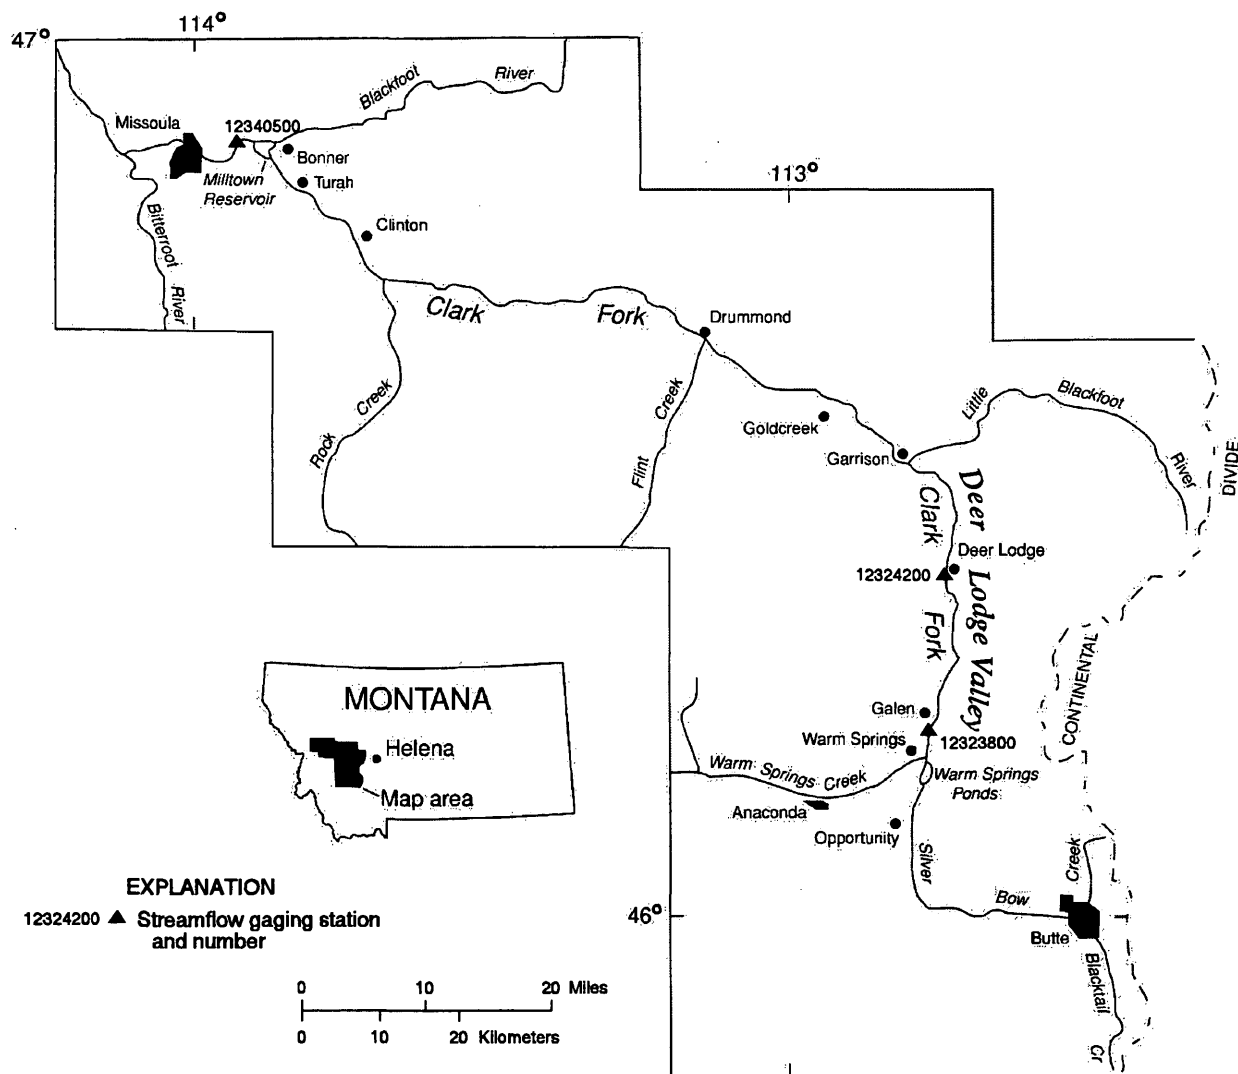 114°
47°
Blackfoot River
Missoula
12340500
Bonner
Milltown
Reservoir
Turah
113°
Clinton
Bitterroot River
Clark Fork
Drummond
Rock Creek
Flint Creek
Goldcreek
Garrison
Little Blackfoot River
DIVIDE
Clark Fork
Deer Lodge Valley
Deer Lodge
12324200
CONTINENTAL
MONTANA
Helena
Map area
Galen
12323800
Warm Springs
Warm Springs Creek
Warm Springs
Ponds
Anaconda
Opportunity
Silver Bow Creek
EXPLANATION
12324200 Streamflow gaging station
and number
46°
Butte
Blacktail Cr
0 10 20 Miles
0 10 20 Kilometers